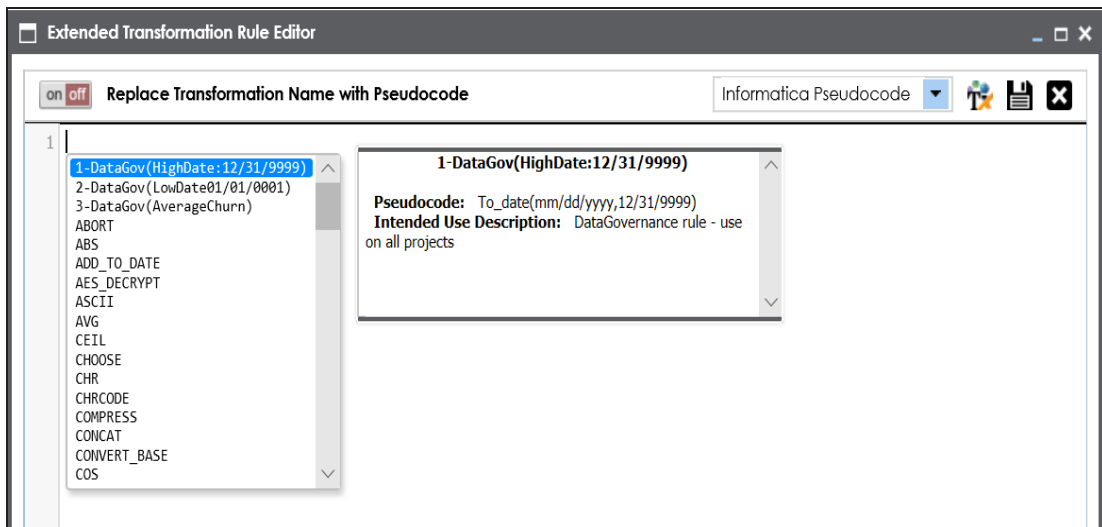 Extended Transformation Rule Editor
on off Replace Transformation Name with Pseudocode Informatica Pseudocode
1
1-DataGov(HighDate:12/31/9999)
2-DataGov(LowDate01/01/0001)
3-DataGov(AverageChurn)
ABORT
ABS
ADD_TO_DATE
AES_DECRYPT
ASCII
AVG
CEIL
CHOOSE
CHR
CHRCODE
COMPRESS
CONCAT
CONVERT_BASE
COS
1-DataGov(HighDate:12/31/9999)
Pseudocode: To_date(mm/dd/yyyy,12/31/9999)
Intended Use Description: DataGovernance rule - use
on all projects